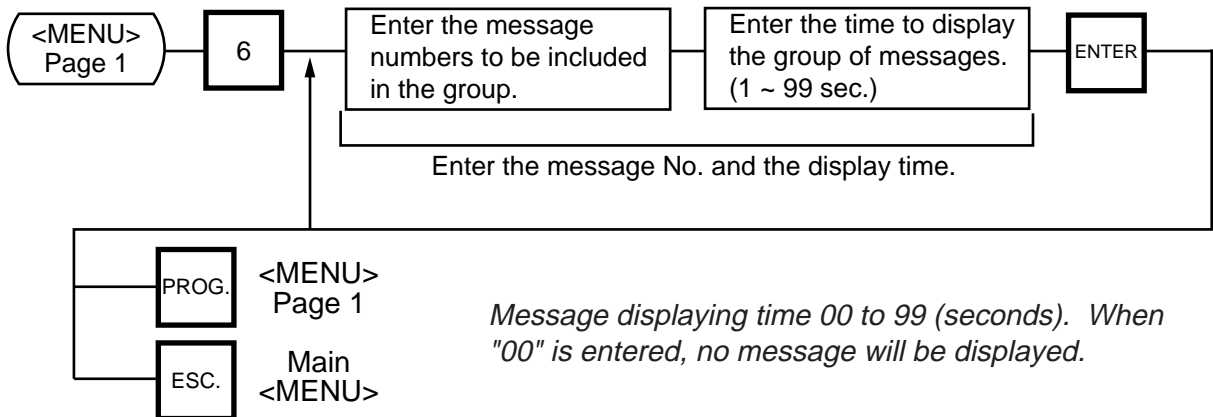 <MENU>
Page 1
6
Enter the message
numbers to be included
in the group.
Enter the time to display
the group of messages.
(1 ~ 99 sec.)
ENTER
Enter the message No. and the display time.
PROG.
<MENU>
Page 1
ESC.
Main
<MENU>
Message displaying time 00 to 99 (seconds).  When
"00" is entered, no message will be displayed.